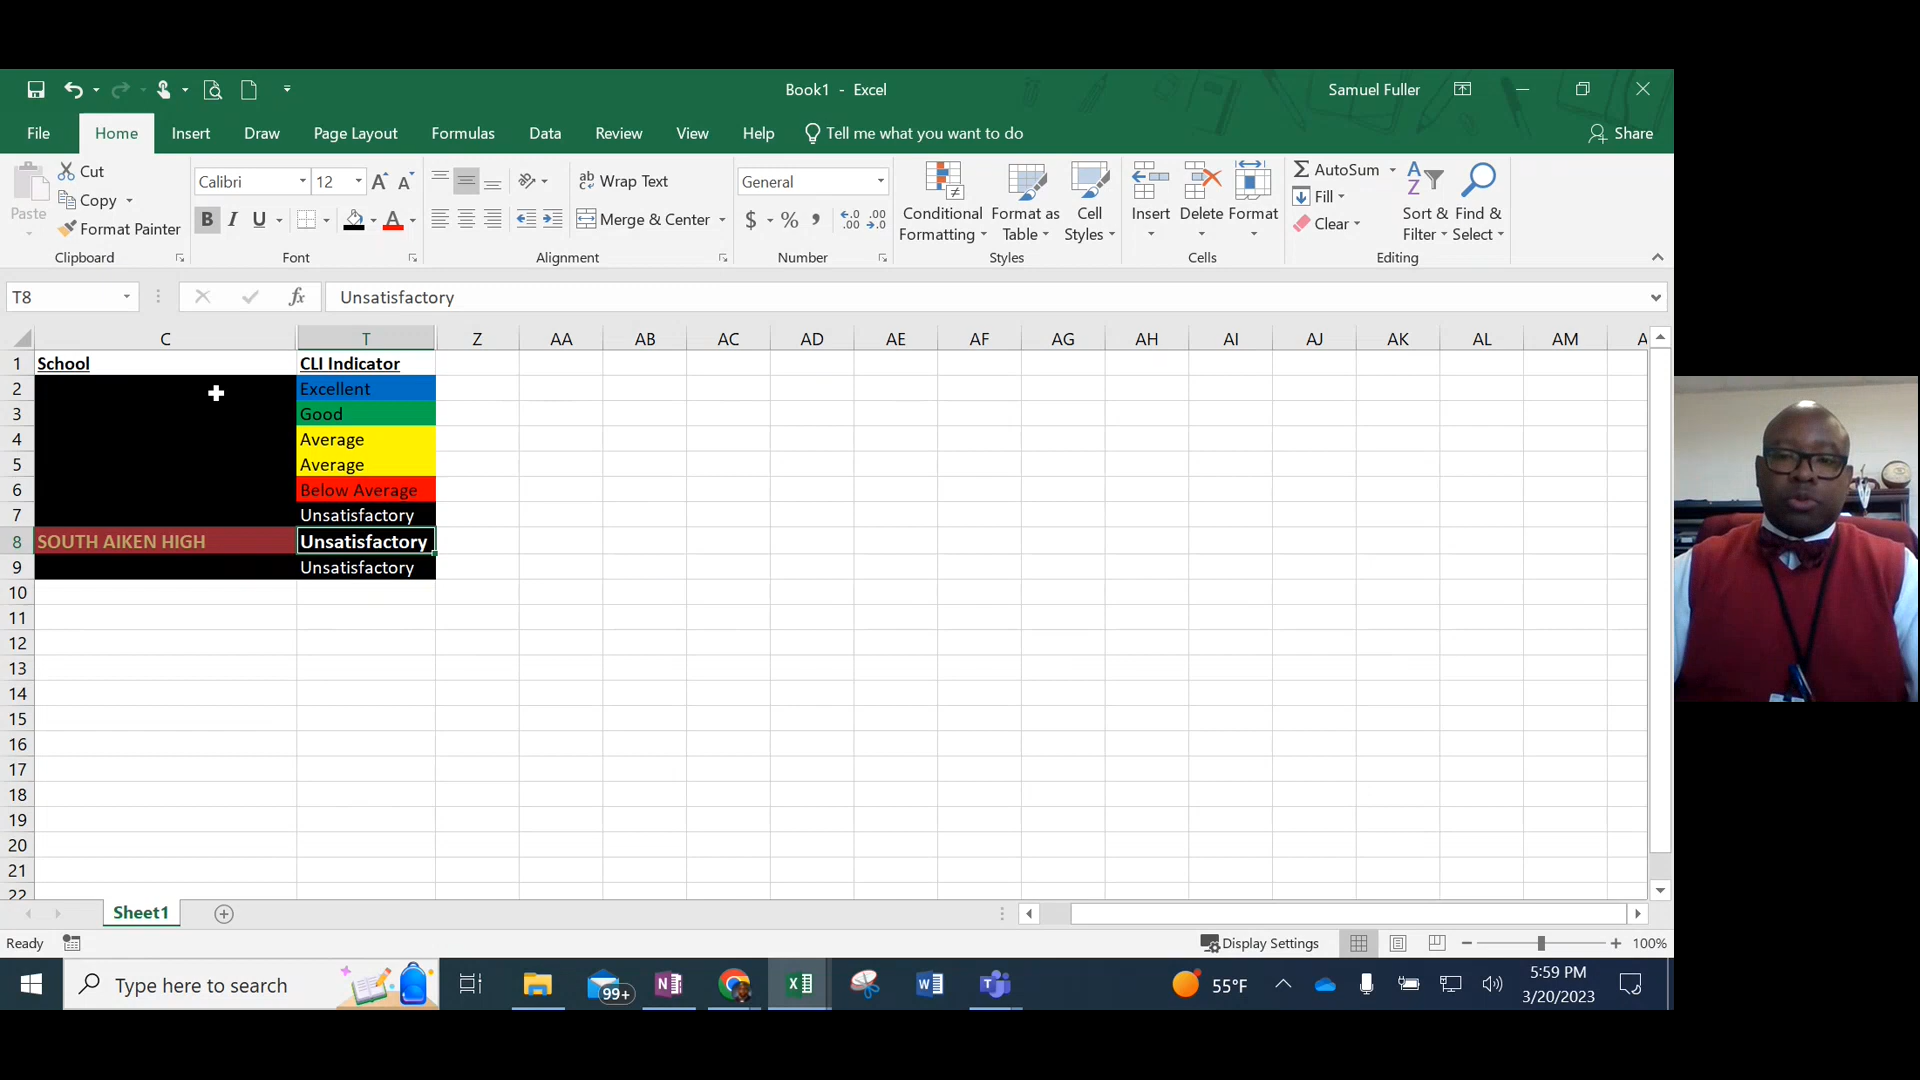 Book1 - Excel
Samuel Fuller
File Home Insert Draw Page Layout Formulas Data Review View Help Tell me what you want to do Share
Paste
Cut
Copy
Format Painter
Clipboard
Calibri 12
B I U
Font
Wrap Text
Merge & Center
Alignment
General
$ % ,
Number
Conditional Formatting
Format as Table
Cell Styles
Styles
Insert
Delete
Format
Cells
AutoSum
Fill
Clear
Sort & Filter
Find & Select
Editing
T8 fx Unsatisfactory
C T Z AA AB AC AD AE AF AG AH AI AJ AK AL AM
1 School CLI Indicator
2 Excellent
3 Good
4 Average
5 Average
6 Below Average
7 Unsatisfactory
8 SOUTH AIKEN HIGH Unsatisfactory
9 Unsatisfactory
10
11
12
13
14
15
16
17
18
19
20
21
22
Sheet1
Ready Display Settings 100%
Type here to search 99+ 55°F 5:59 PM
3/20/2023